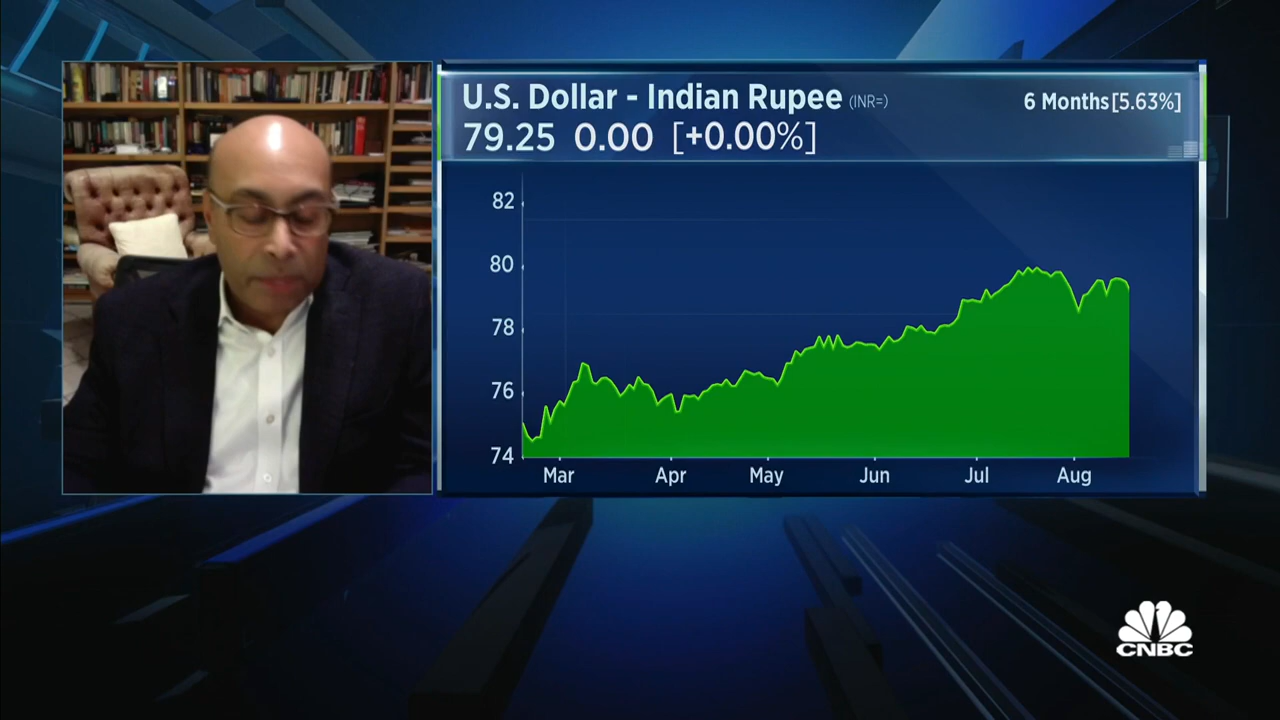 U.S. Dollar - Indian Rupee (INR=) 6 Months[5.63%]
79.25 0.00 [+0.00%]
82
80
78
76
74
Mar Apr May Jun Jul Aug
CNBC